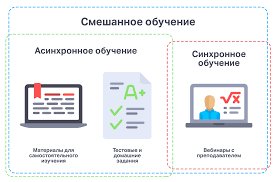 Смешанное обучение
Асинхронное обучение
Синхронное
обучение
A+
√x
Материалы для
самостоятельного
изучения
Тестовые и
домашние
задания
Вебинары с
преподавателем